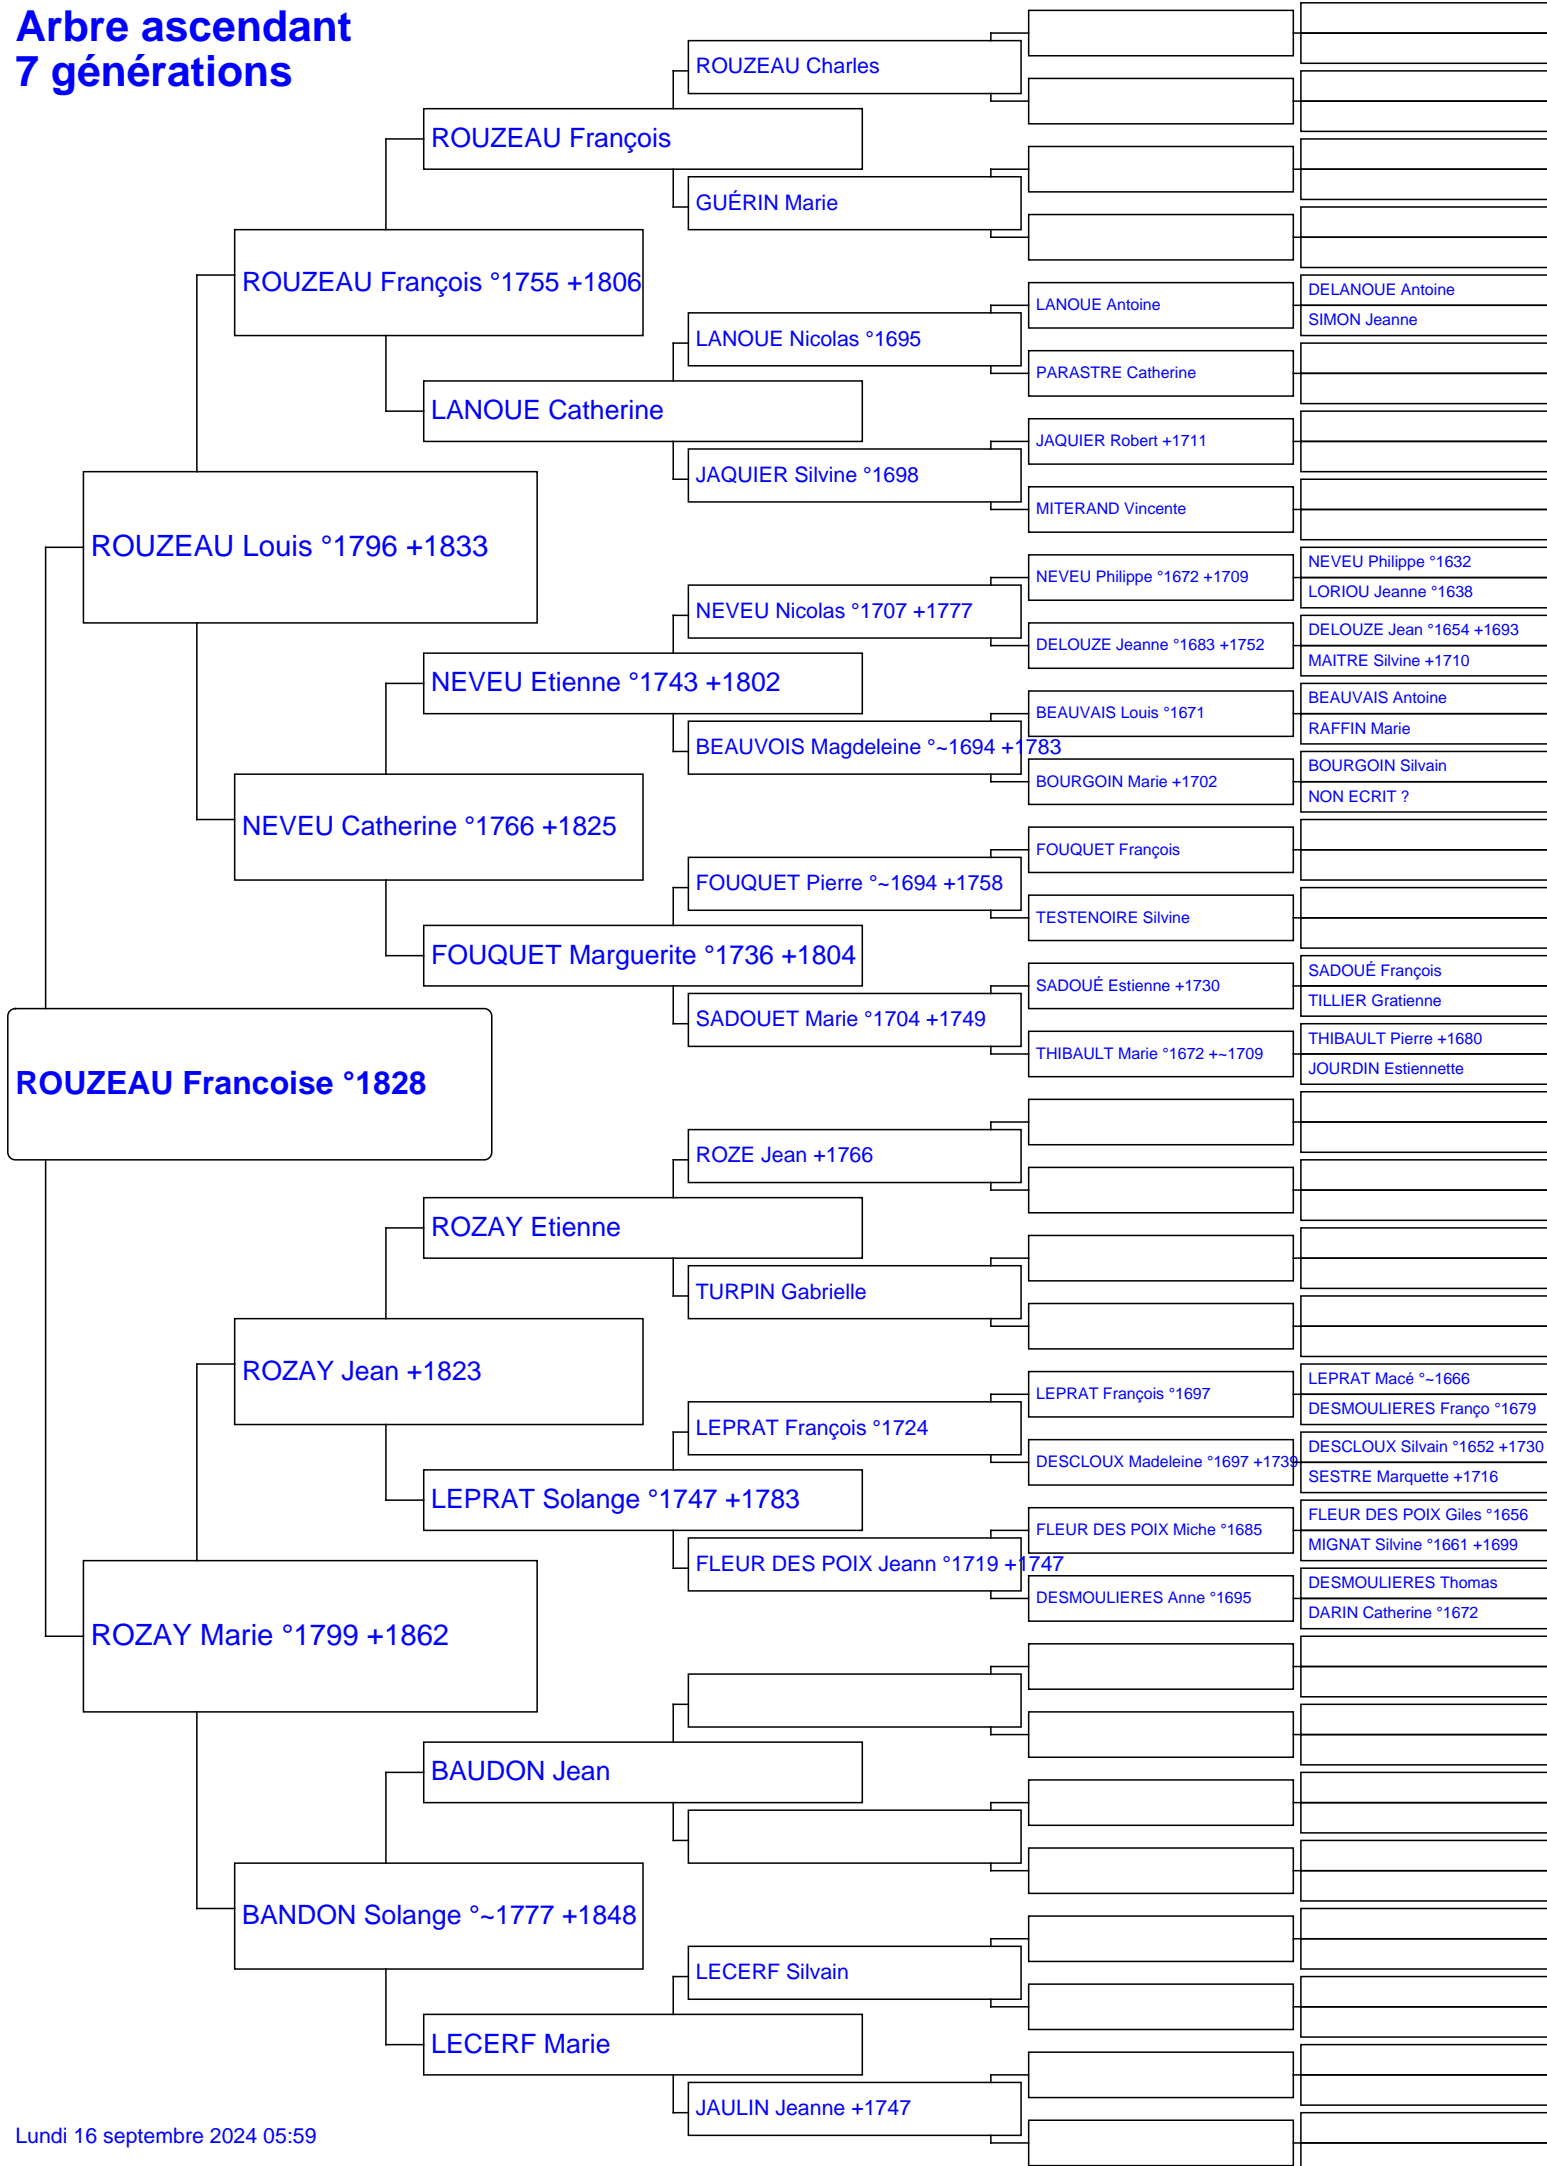 Arbre ascendant
7 générations
ROUZEAU Francoise °1828
ROUZEAU Louis °1796 +1833
ROZAY Marie °1799 +1862
ROUZEAU François °1755 +1806
NEVEU Catherine °1766 +1825
ROZAY Jean +1823
BANDON Solange °~1777 +1848
ROUZEAU François
LANOUE Catherine
NEVEU Etienne °1743 +1802
FOUQUET Marguerite °1736 +1804
ROZAY Etienne
LEPRAT Solange °1747 +1783
BAUDON Jean
LECERF Marie
ROUZEAU Charles
GUÉRIN Marie
LANOUE Nicolas °1695
JAQUIER Silvine °1698
NEVEU Nicolas °1707 +1777
BEAUVOIS Magdeleine °~1694 +1783
FOUQUET Pierre °~1694 +1758
SADOUET Marie °1704 +1749
ROZE Jean +1766
TURPIN Gabrielle
LEPRAT François °1724
FLEUR DES POIX Jeann °1719 +1747
LECERF Silvain
JAULIN Jeanne +1747
LANOUE Antoine
PARASTRE Catherine
JAQUIER Robert +1711
MITERAND Vincente
NEVEU Philippe °1672 +1709
DELOUZE Jeanne °1683 +1752
BEAUVAIS Louis °1671
BOURGOIN Marie +1702
FOUQUET François
TESTENOIRE Silvine
SADOUÉ Estienne +1730
THIBAULT Marie °1672 +~1709
LEPRAT François °1697
DESCLOUX Madeleine °1697 +1739
FLEUR DES POIX Miche °1685
DESMOULIERES Anne °1695
DELANOUE Antoine
SIMON Jeanne
NEVEU Philippe °1632
LORIOU Jeanne °1638
DELOUZE Jean °1654 +1693
MAITRE Silvine +1710
BEAUVAIS Antoine
RAFFIN Marie
BOURGOIN Silvain
NON ECRIT ?
SADOUÉ François
TILLIER Gratienne
THIBAULT Pierre +1680
JOURDIN Estiennette
LEPRAT Macé °~1666
DESMOULIERES Franço °1679
DESCLOUX Silvain °1652 +1730
SESTRE Marquette +1716
FLEUR DES POIX Giles °1656
MIGNAT Silvine °1661 +1699
DESMOULIERES Thomas
DARIN Catherine °1672
Lundi 16 septembre 2024 05:59